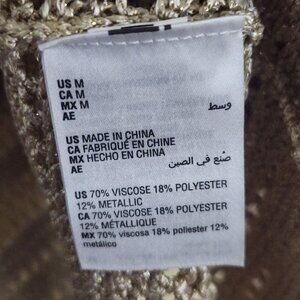 US M
CA M
MX M
AE وسط
US MADE IN CHINA
CA FABRIQUÉ EN CHINE
MX HECHO EN CHINA
AE صُنع في الصين
US 70% VISCOSE 18% POLYESTER
12% METALLIC
CA 70% VISCOSE 18% POLYESTER
12% MÉTALLIQUE
MX 70% viscosa 18% poliester 12%
metálico